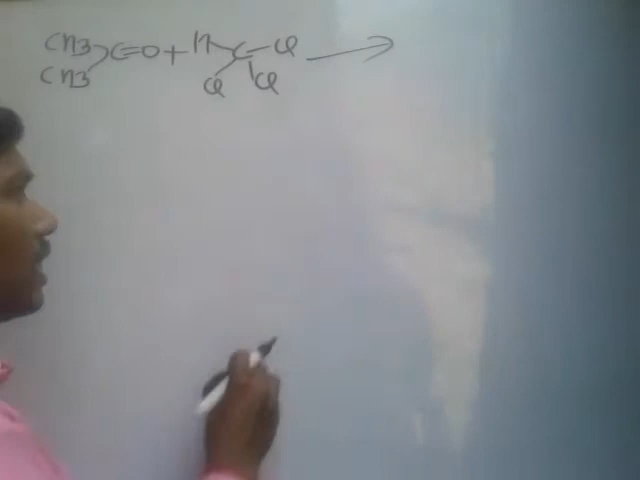 CH3 C=O + H C-Cl →
CH3 Cl Cl